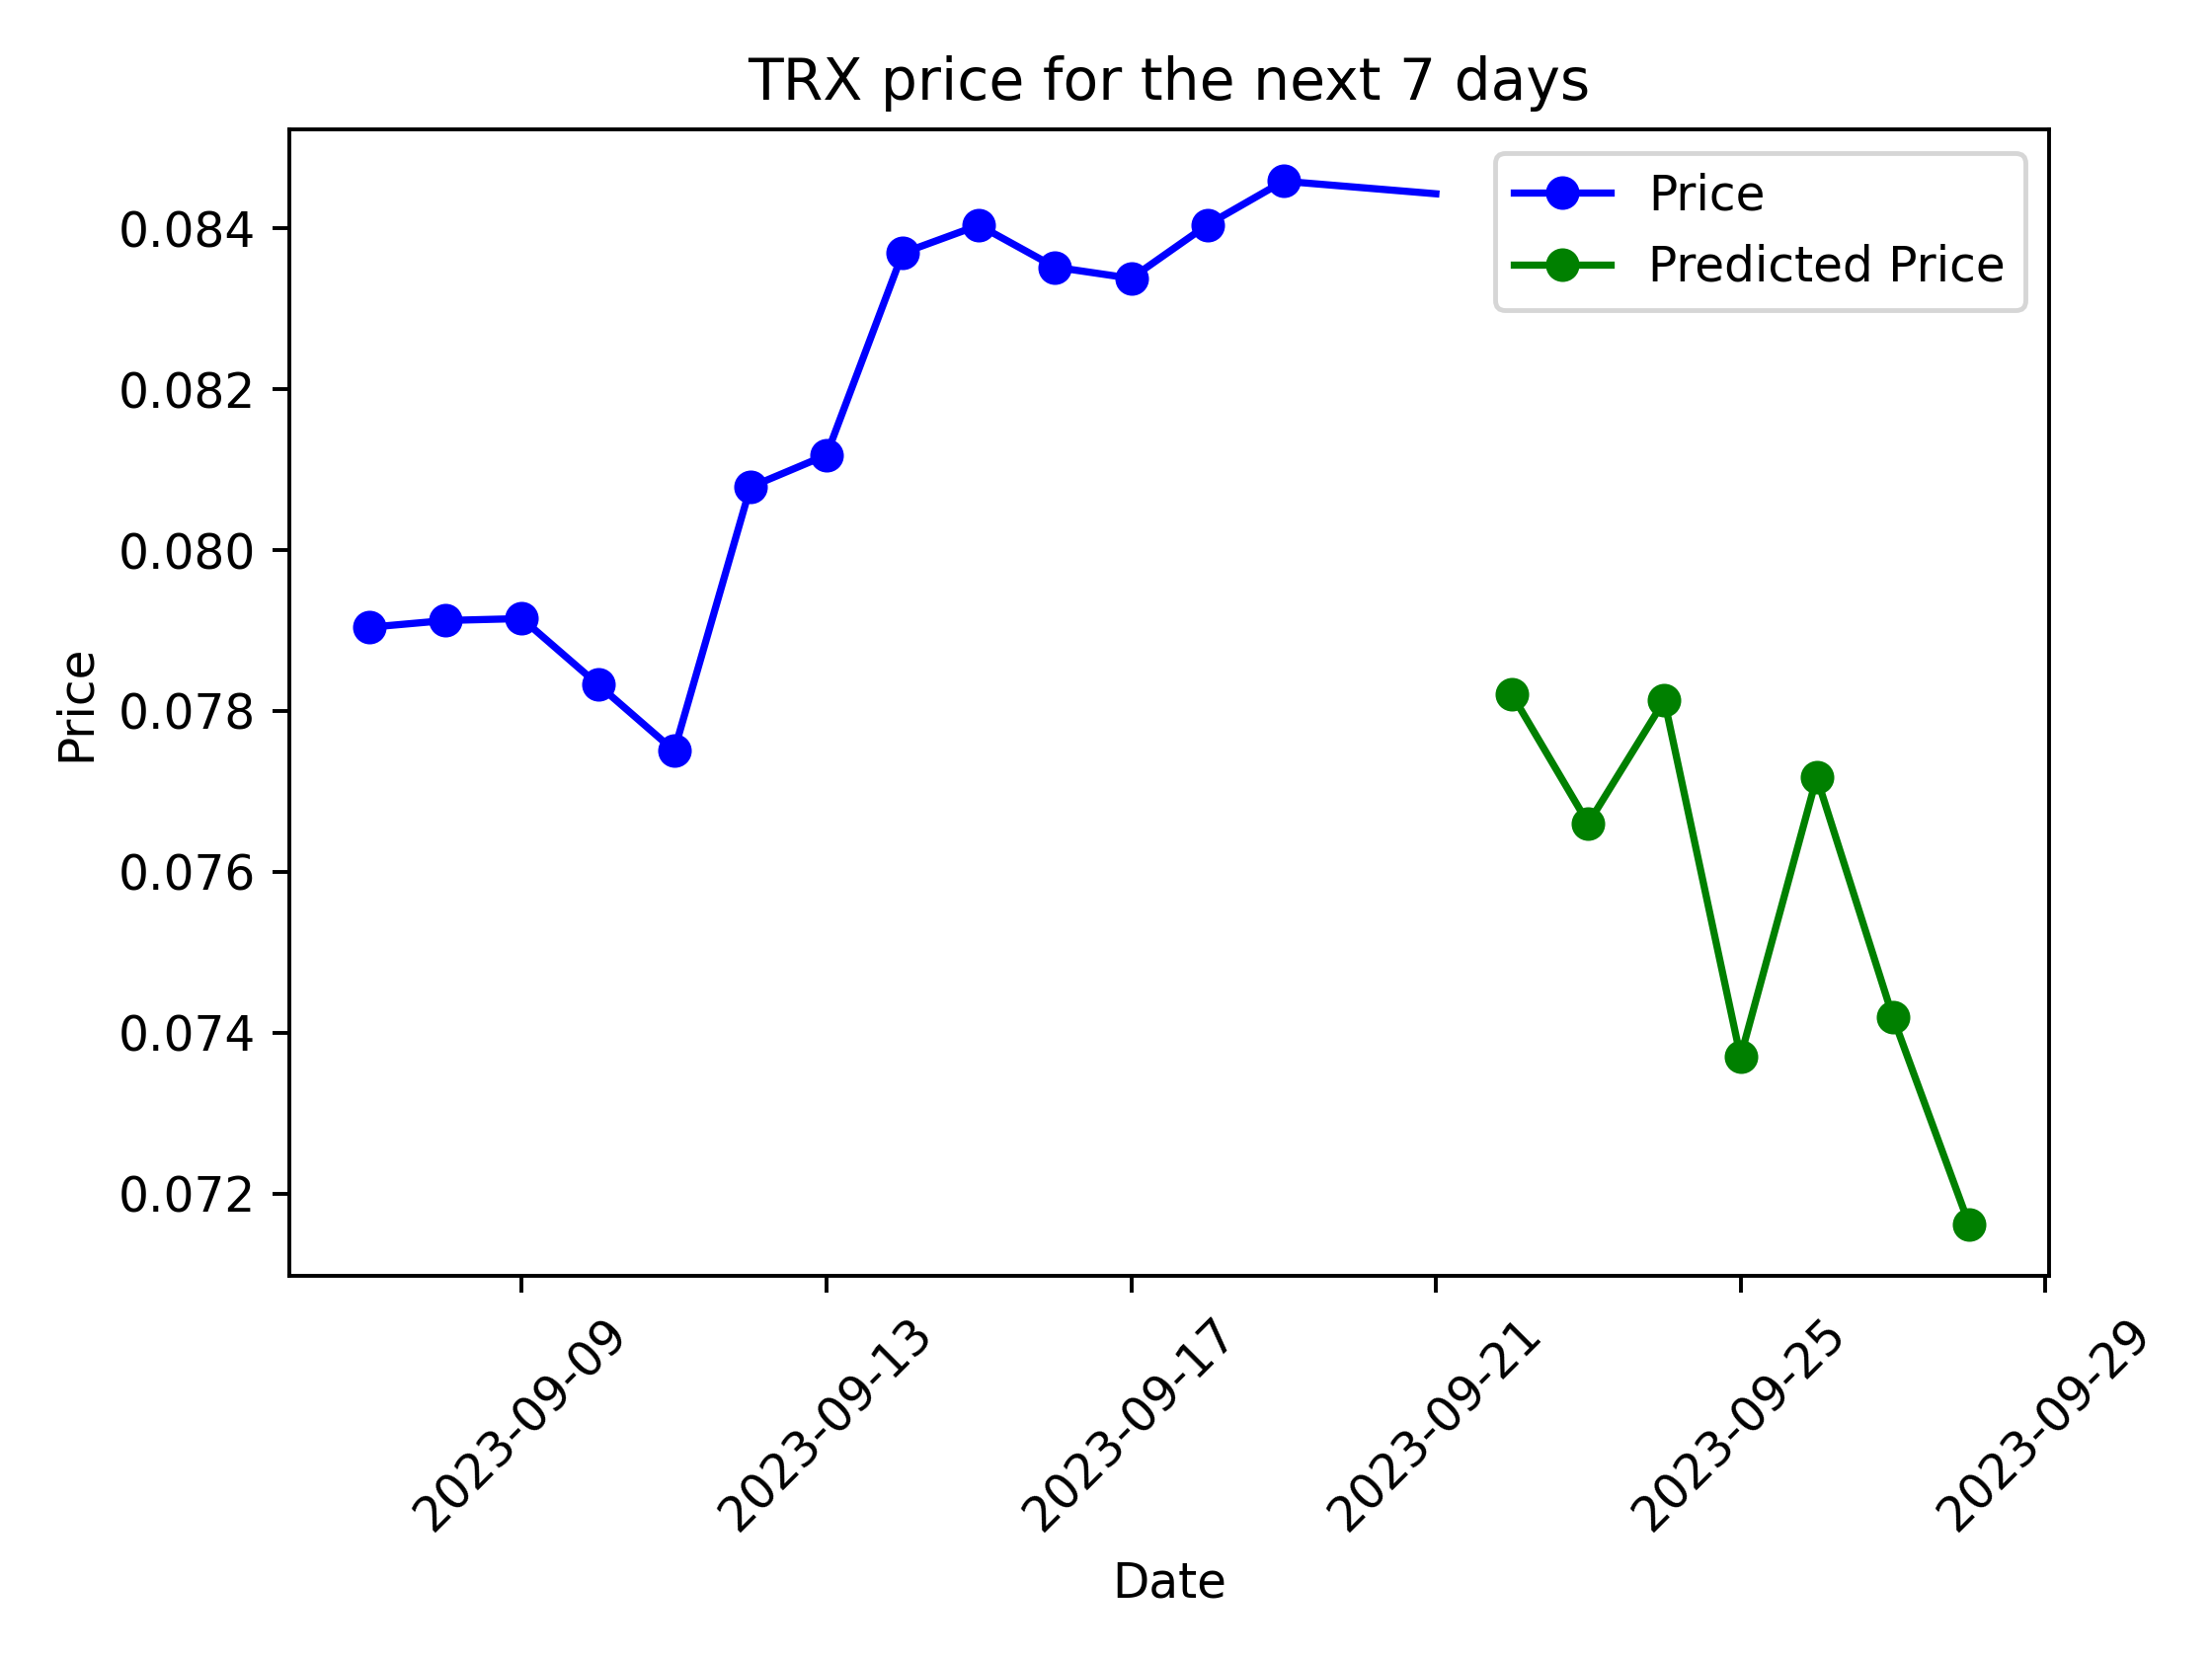 TRX price for the next 7 days
Price
Predicted Price
0.084
0.082
0.080
0.078
0.076
0.074
0.072
Price
2023-09-09
2023-09-13
2023-09-17
2023-09-21
2023-09-25
2023-09-29
Date